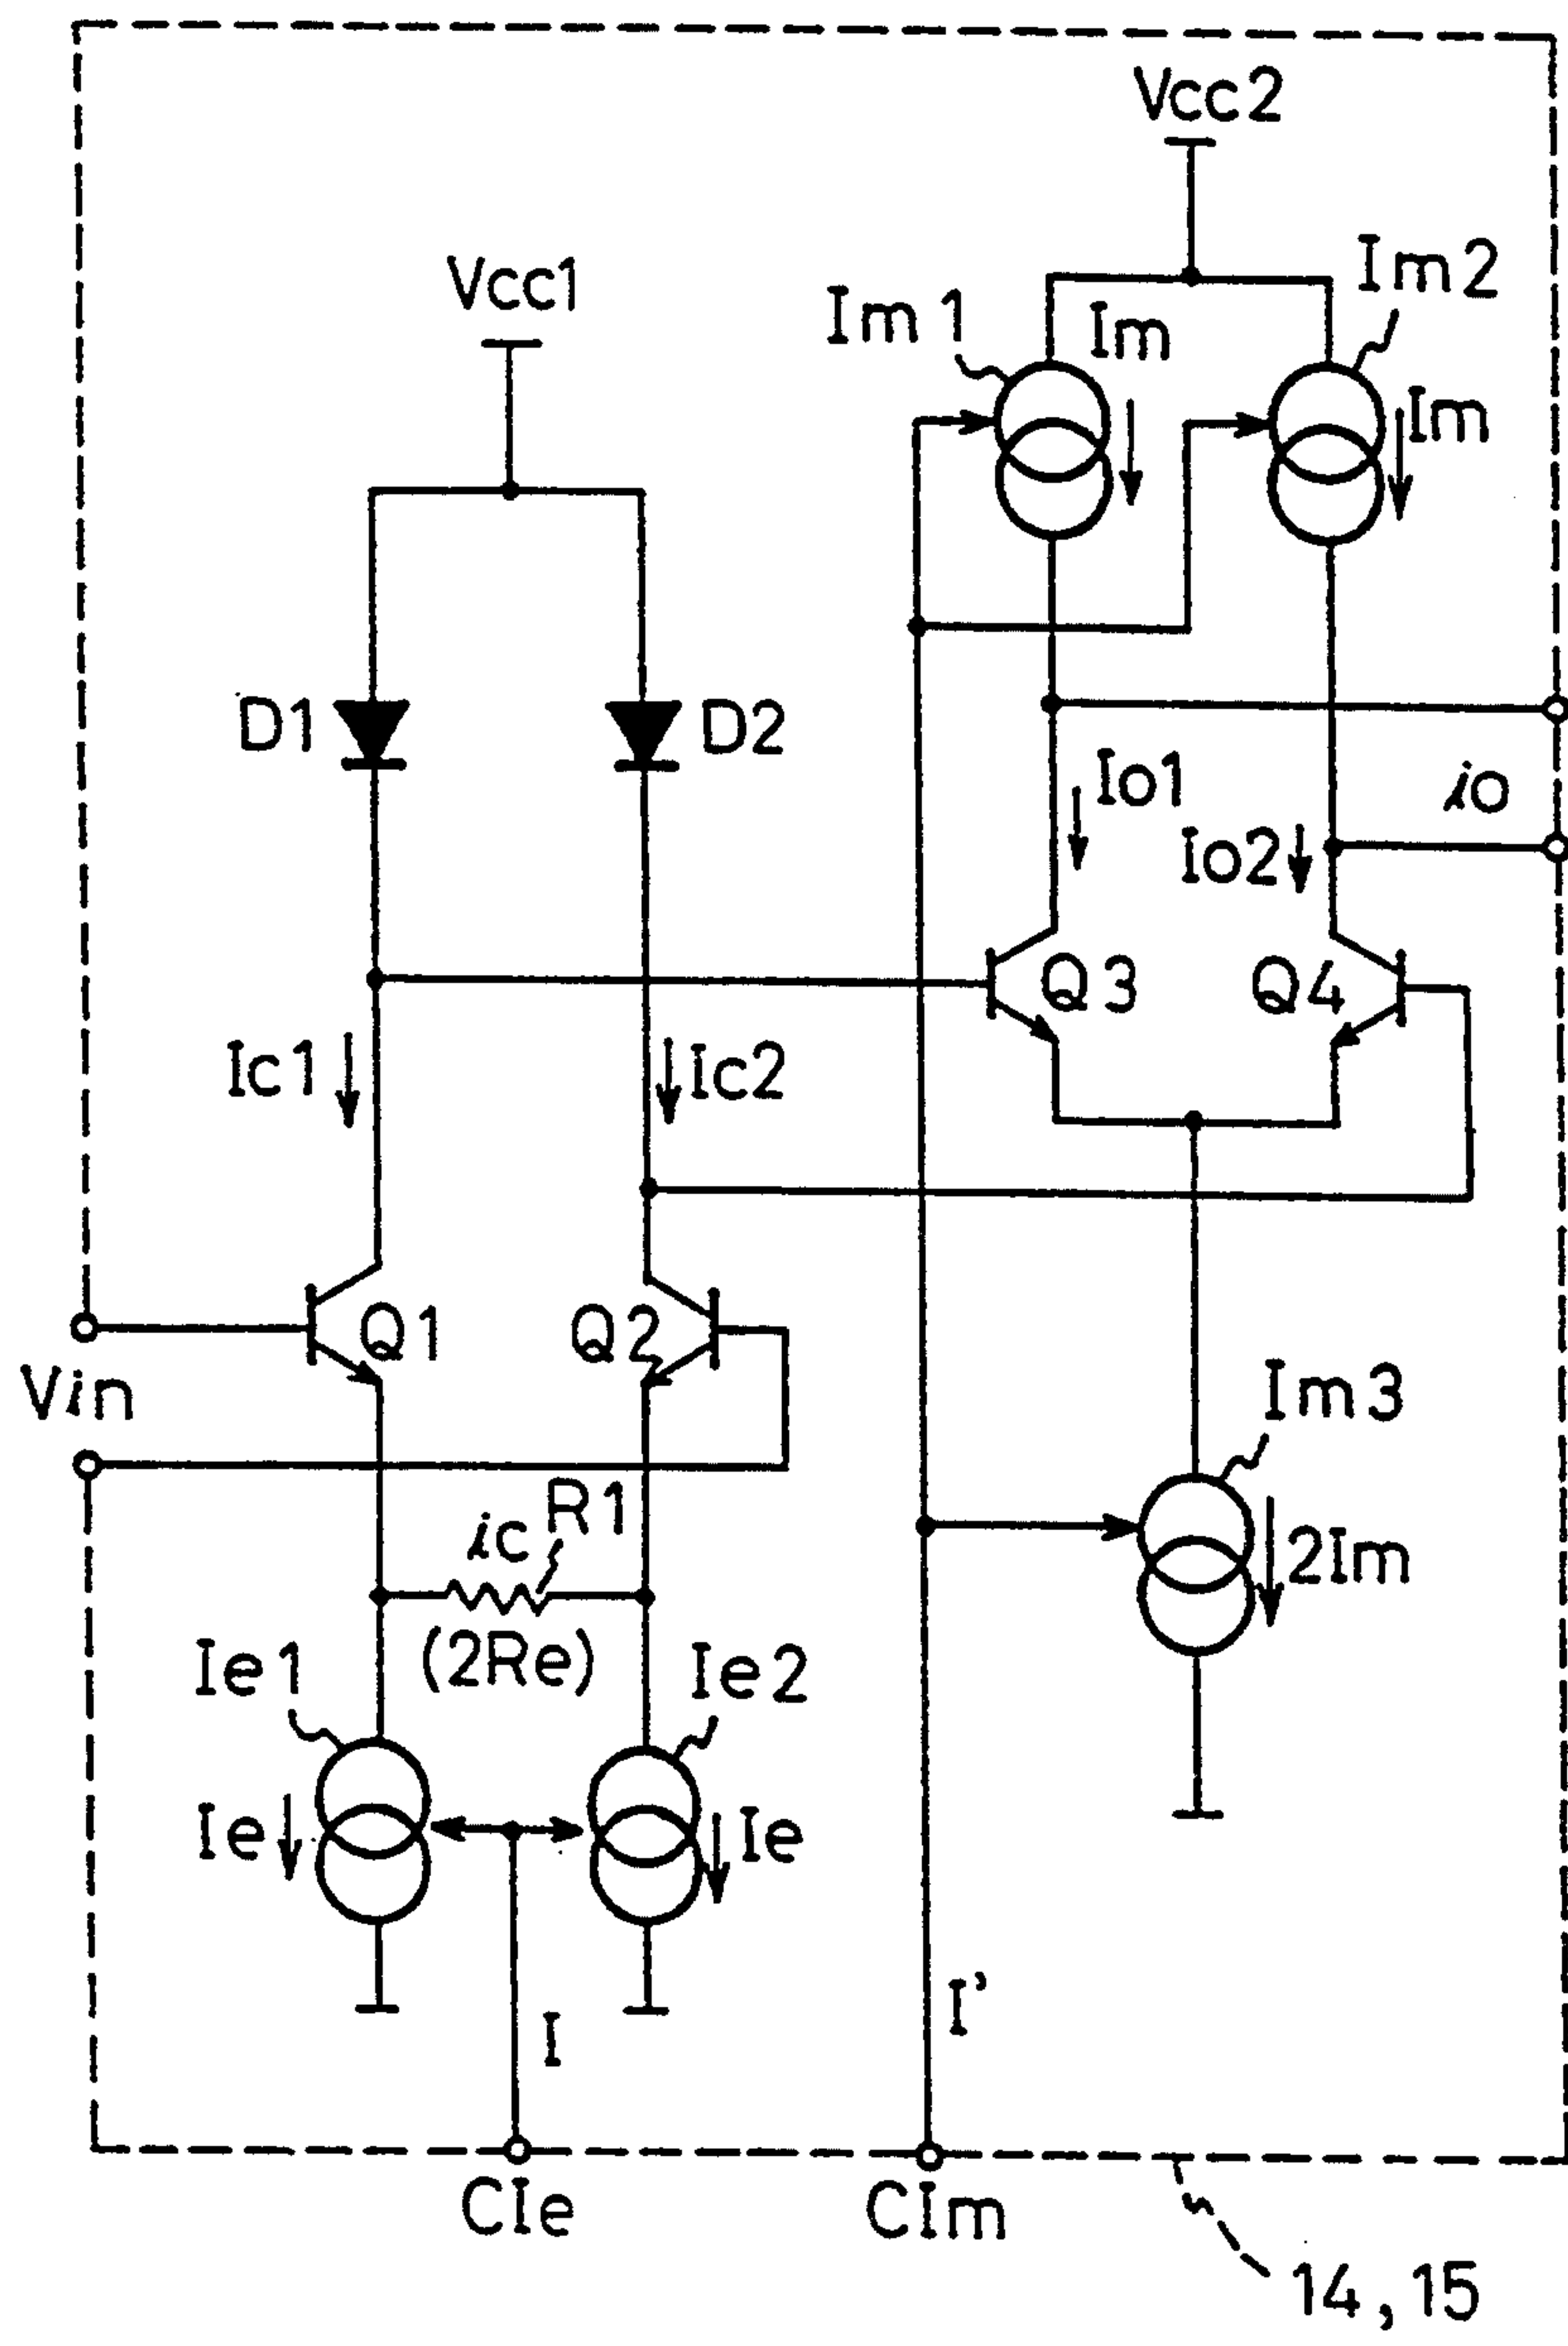 Vcc2
Vcc1
Im1
Im
Im2
Im
D1
D2
Io1
io
Io2
Q3
Q4
Ic1
Ic2
Q1
Q2
Vin
Im3
ic
R1
2Im
(2Re)
Ie1
Ie2
Ie
Ie
I
I'
CIe
CIm
14,15